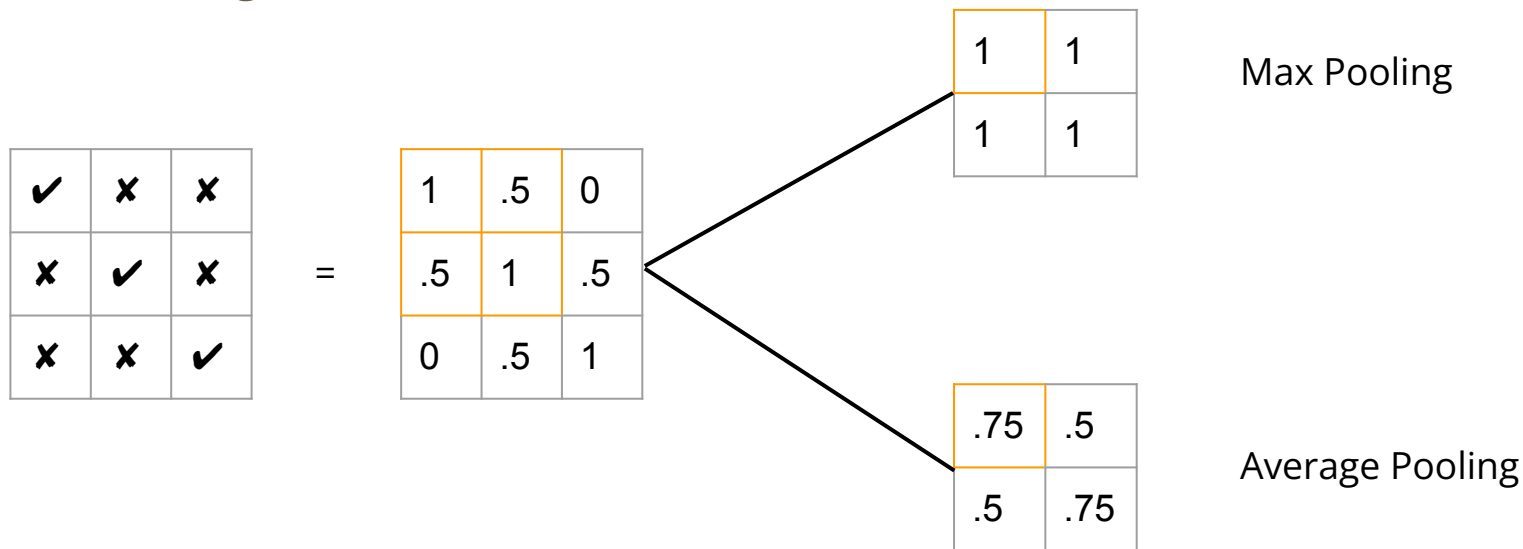 1 1
Max Pooling
1 1
✔ ✘ ✘
✘ ✔ ✘
✘ ✘ ✔
=
1 .5 0
.5 1 .5
0 .5 1
.75 .5
Average Pooling
.5 .75